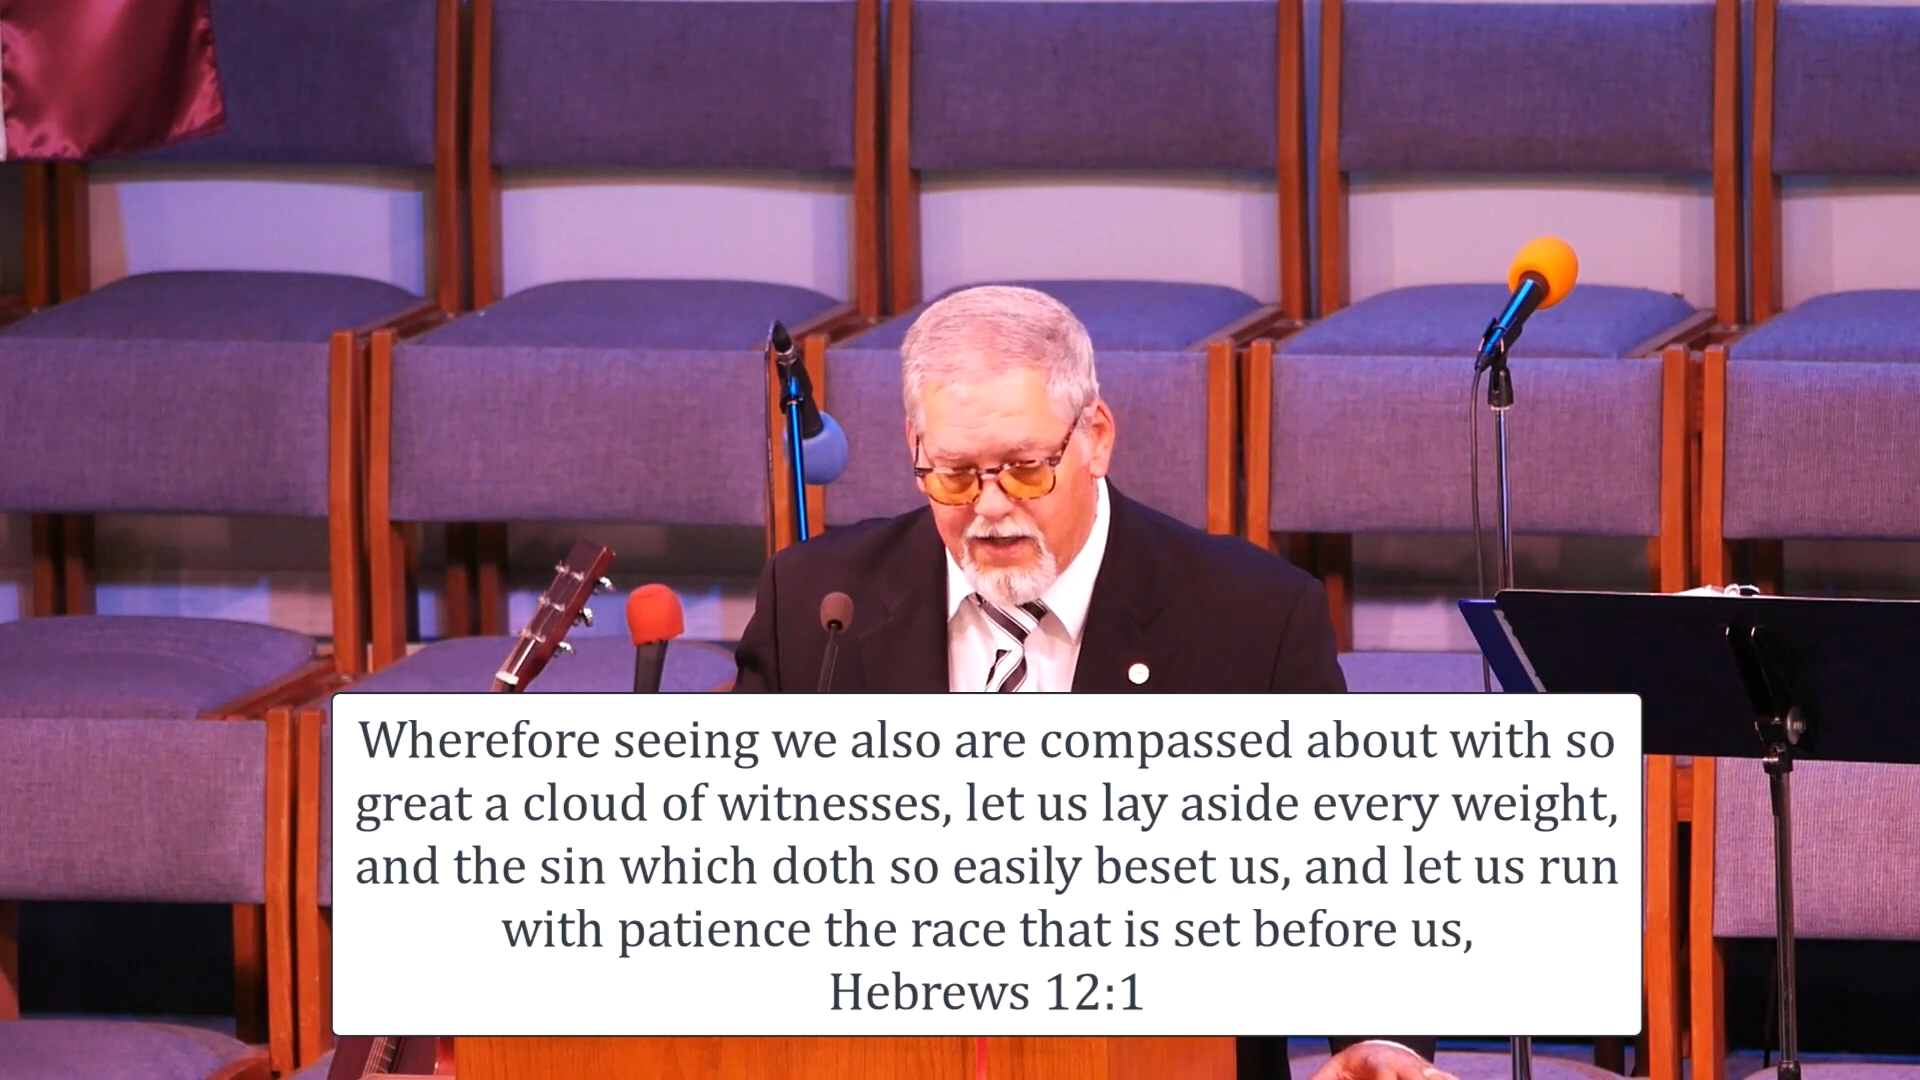 Wherefore seeing we also are compassed about with so
great a cloud of witnesses, let us lay aside every weight,
and the sin which doth so easily beset us, and let us run
with patience the race that is set before us,
Hebrews 12:1